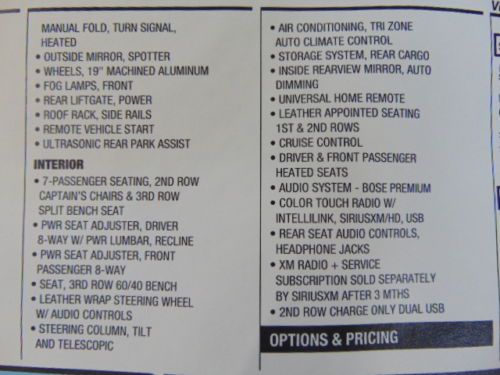 MANUAL FOLD, TURN SIGNAL,
HEATED
• OUTSIDE MIRROR, SPOTTER
• WHEELS, 19" MACHINED ALUMINUM
• FOG LAMPS, FRONT
• REAR LIFTGATE, POWER
• ROOF RACK, SIDE RAILS
• REMOTE VEHICLE START
• ULTRASONIC REAR PARK ASSIST
INTERIOR
• 7-PASSENGER SEATING, 2ND ROW
CAPTAIN'S CHAIRS & 3RD ROW
SPLIT BENCH SEAT
• PWR SEAT ADJUSTER, DRIVER
8-WAY W/ PWR LUMBAR, RECLINE
• PWR SEAT ADJUSTER, FRONT
PASSENGER 8-WAY
• SEAT, 3RD ROW 60/40 BENCH
• LEATHER WRAP STEERING WHEEL
W/ AUDIO CONTROLS
• STEERING COLUMN, TILT
AND TELESCOPIC
• AIR CONDITIONING, TRI ZONE
AUTO CLIMATE CONTROL
• STORAGE SYSTEM, REAR CARGO
• INSIDE REARVIEW MIRROR, AUTO
DIMMING
• UNIVERSAL HOME REMOTE
• LEATHER APPOINTED SEATING
1ST & 2ND ROWS
• CRUISE CONTROL
• DRIVER & FRONT PASSENGER
HEATED SEATS
• AUDIO SYSTEM - BOSE PREMIUM
• COLOR TOUCH RADIO W/
INTELLILINK, SIRIUSXM/HD, USB
• REAR SEAT AUDIO CONTROLS,
HEADPHONE JACKS
• XM RADIO + SERVICE
SUBSCRIPTION SOLD SEPARATELY
BY SIRIUSXM AFTER 3 MTHS
• 2ND ROW CHARGE ONLY DUAL USB
OPTIONS & PRICING